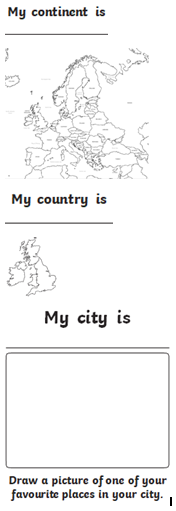 My continent is
My country is
My city is
Draw a picture of one of your
favourite places in your city.